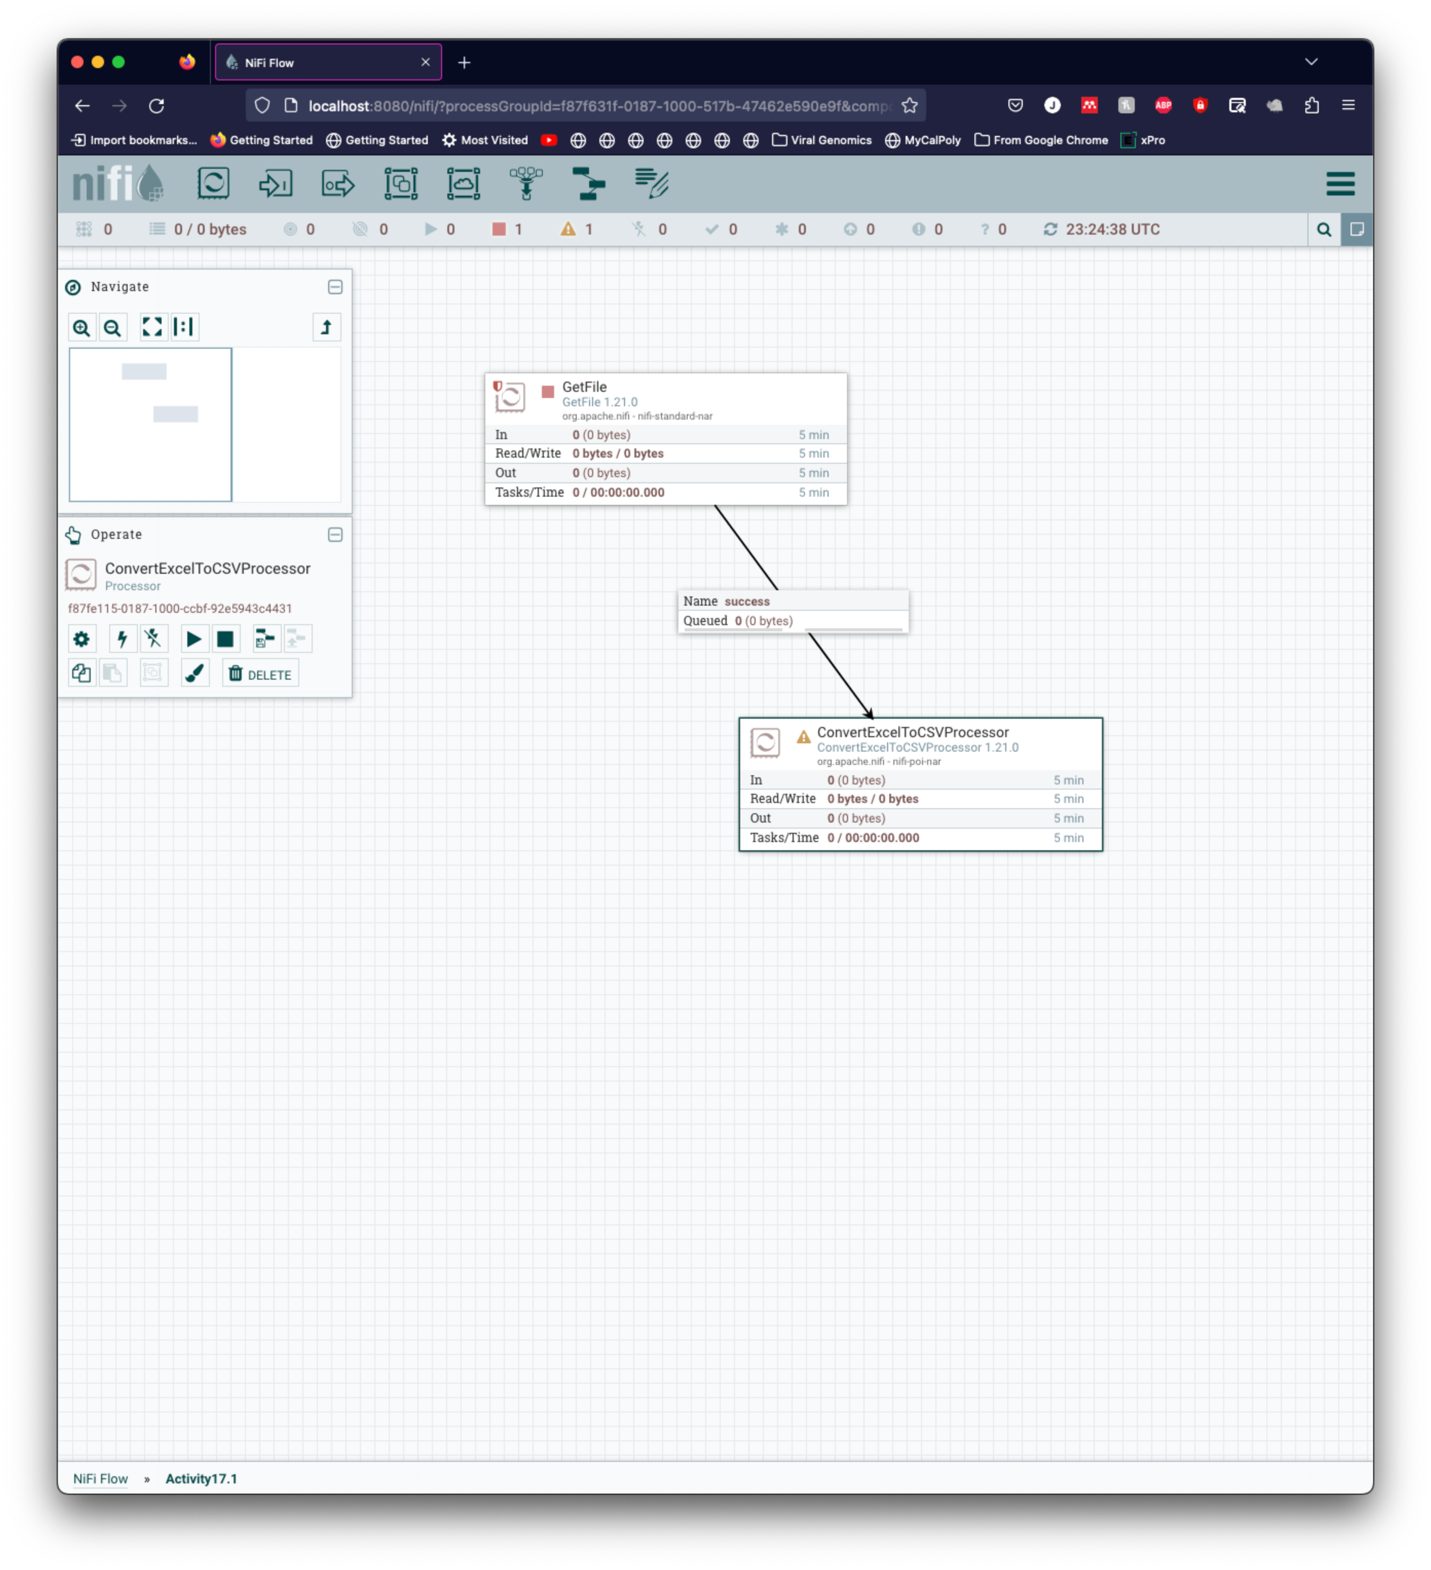 NiFi Flow
localhost:8080/nifi/?processGroupId=f87f631f-0187-1000-517b-47462e590e9f&comp
Import bookmarks... Getting Started Getting Started Most Visited Viral Genomics MyCalPoly From Google Chrome xPro
nifi
0 0 / 0 bytes 0 0 0 1 1 0 0 0 0 0 ? 0 23:24:38 UTC
Navigate
Operate
ConvertExcelToCSVProcessor
Processor
f87fe115-0187-1000-ccbf-92e5943c4431
DELETE
GetFile
GetFile 1.21.0
org.apache.nifi - nifi-standard-nar
In 0 (0 bytes) 5 min
Read/Write 0 bytes / 0 bytes 5 min
Out 0 (0 bytes) 5 min
Tasks/Time 0 / 00:00:00.000 5 min
Name success
Queued 0 (0 bytes)
ConvertExcelToCSVProcessor
ConvertExcelToCSVProcessor 1.21.0
org.apache.nifi - nifi-poi-nar
In 0 (0 bytes) 5 min
Read/Write 0 bytes / 0 bytes 5 min
Out 0 (0 bytes) 5 min
Tasks/Time 0 / 00:00:00.000 5 min
NiFi Flow » Activity17.1